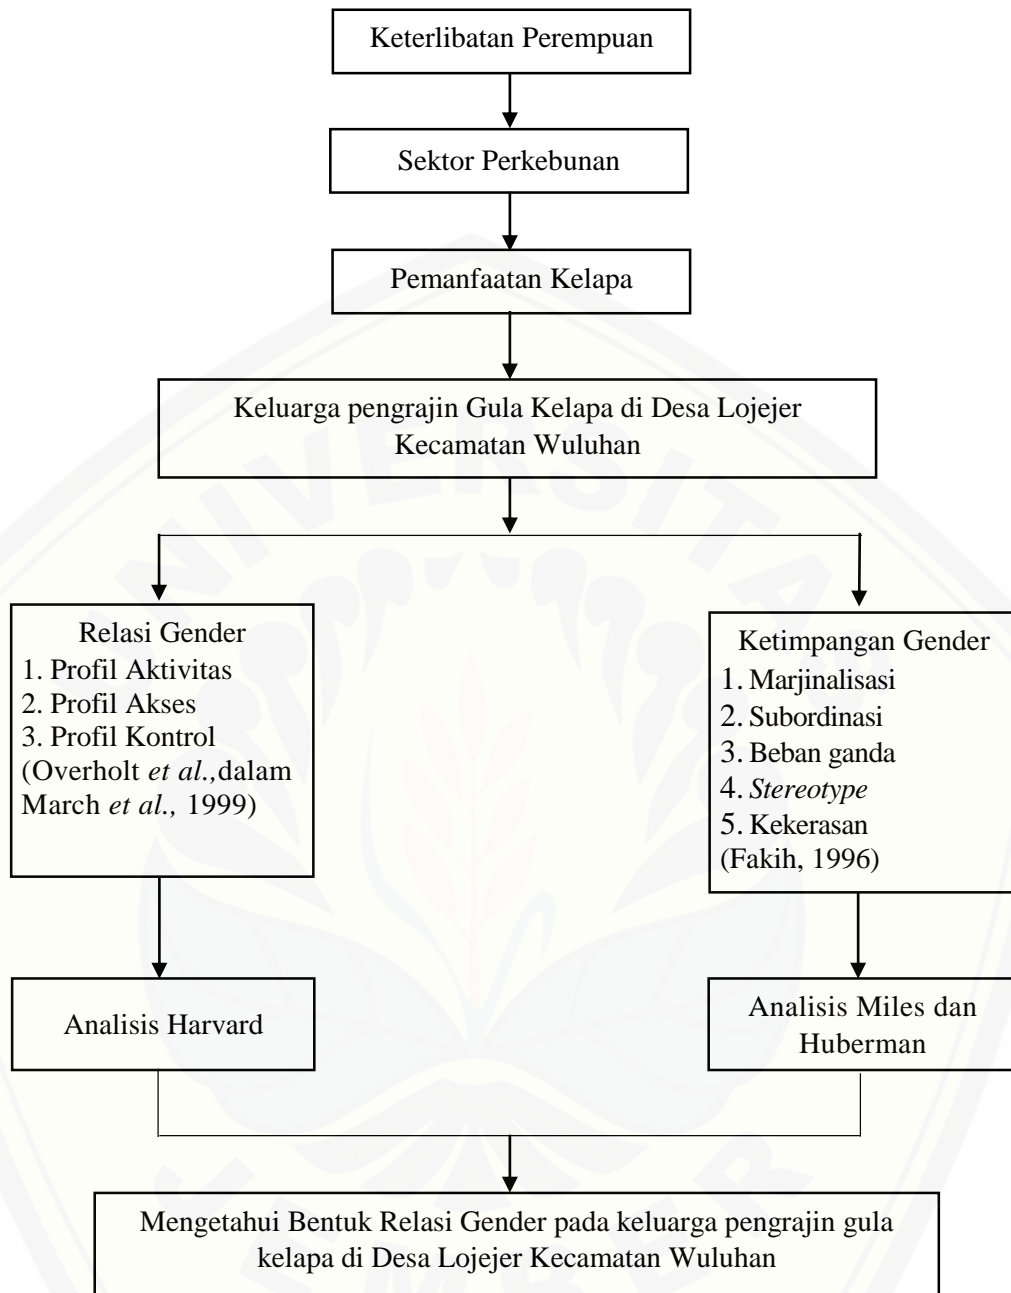 Keterlibatan Perempuan
Sektor Perkebunan
Pemanfaatan Kelapa
Keluarga pengrajin Gula Kelapa di Desa Lojejer
Kecamatan Wuluhan
Relasi Gender
1. Profil Aktivitas
2. Profil Akses
3. Profil Kontrol
(Overholt et al.,dalam
March et al., 1999)
Ketimpangan Gender
1. Marjinalisasi
2. Subordinasi
3. Beban ganda
4. Stereotype
5. Kekerasan
(Fakih, 1996)
Analisis Harvard
Analisis Miles dan
Huberman
Mengetahui Bentuk Relasi Gender pada keluarga pengrajin gula
kelapa di Desa Lojejer Kecamatan Wuluhan
UNIVERSITAS
JEMBER